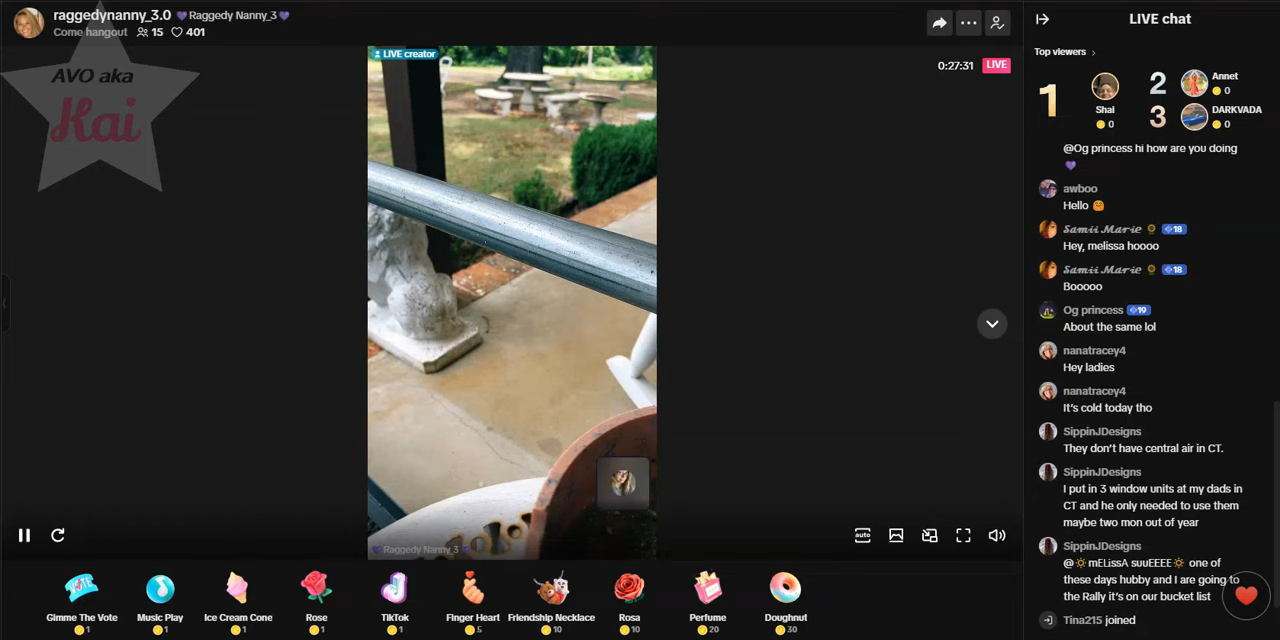 raggedynanny_3.0 💜Raggedy Nanny_3💜
Come hangout 15 401
AVO aka
Kai
LIVE creator
0:27:31 LIVE
💜Raggedy Nanny_3💜
auto
Gimme The Vote
1
Music Play
1
Ice Cream Cone
1
Rose
1
TikTok
1
Finger Heart
5
Friendship Necklace
10
Rosa
10
Perfume
20
Doughnut
30
LIVE chat
Top viewers >
1
Shal
0
2
Annet
0
3
DARKVADA
0
@Og princess hi how are you doing
💜
awboo
Hello 🤗
𝓢𝓪𝓶𝓲𝓲 𝓜𝓪𝓻𝓲𝓮 🌻 18
Hey, melissa hoooo
𝓢𝓪𝓶𝓲𝓲 𝓜𝓪𝓻𝓲𝓮 🌻 18
Booooo
Og princess 19
About the same lol
nanatracey4
Hey ladies
nanatracey4
It's cold today tho
SippinJDesigns
They don't have central air in CT.
SippinJDesigns
I put in 3 window units at my dads in
CT and he only needed to use them
maybe two mon out of year
SippinJDesigns
@🔆mELissA suuEEEE🔆 one of
these days hubby and I are going to
the Rally it's on our bucket list
Tina215 joined